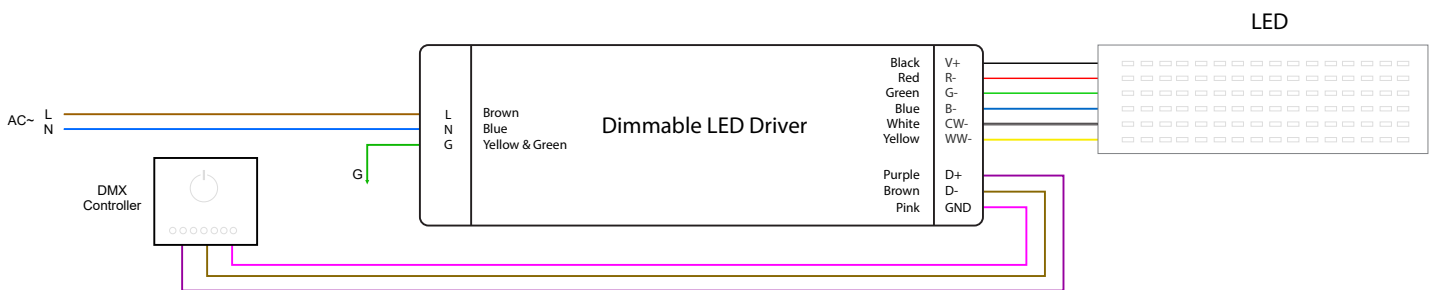 LED
AC~ L
N
L Brown
N Blue
G Yellow & Green
G
Dimmable LED Driver
Black V+
Red R-
Green G-
Blue B-
White CW-
Yellow WW-
Purple D+
Brown D-
Pink GND
DMX
Controller